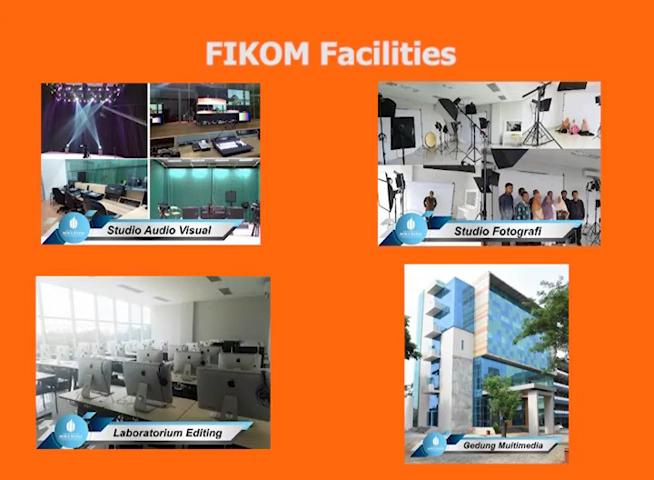 FIKOM Facilities
Studio Audio Visual
Studio Fotografi
Laboratorium Editing
Gedung Multimedia